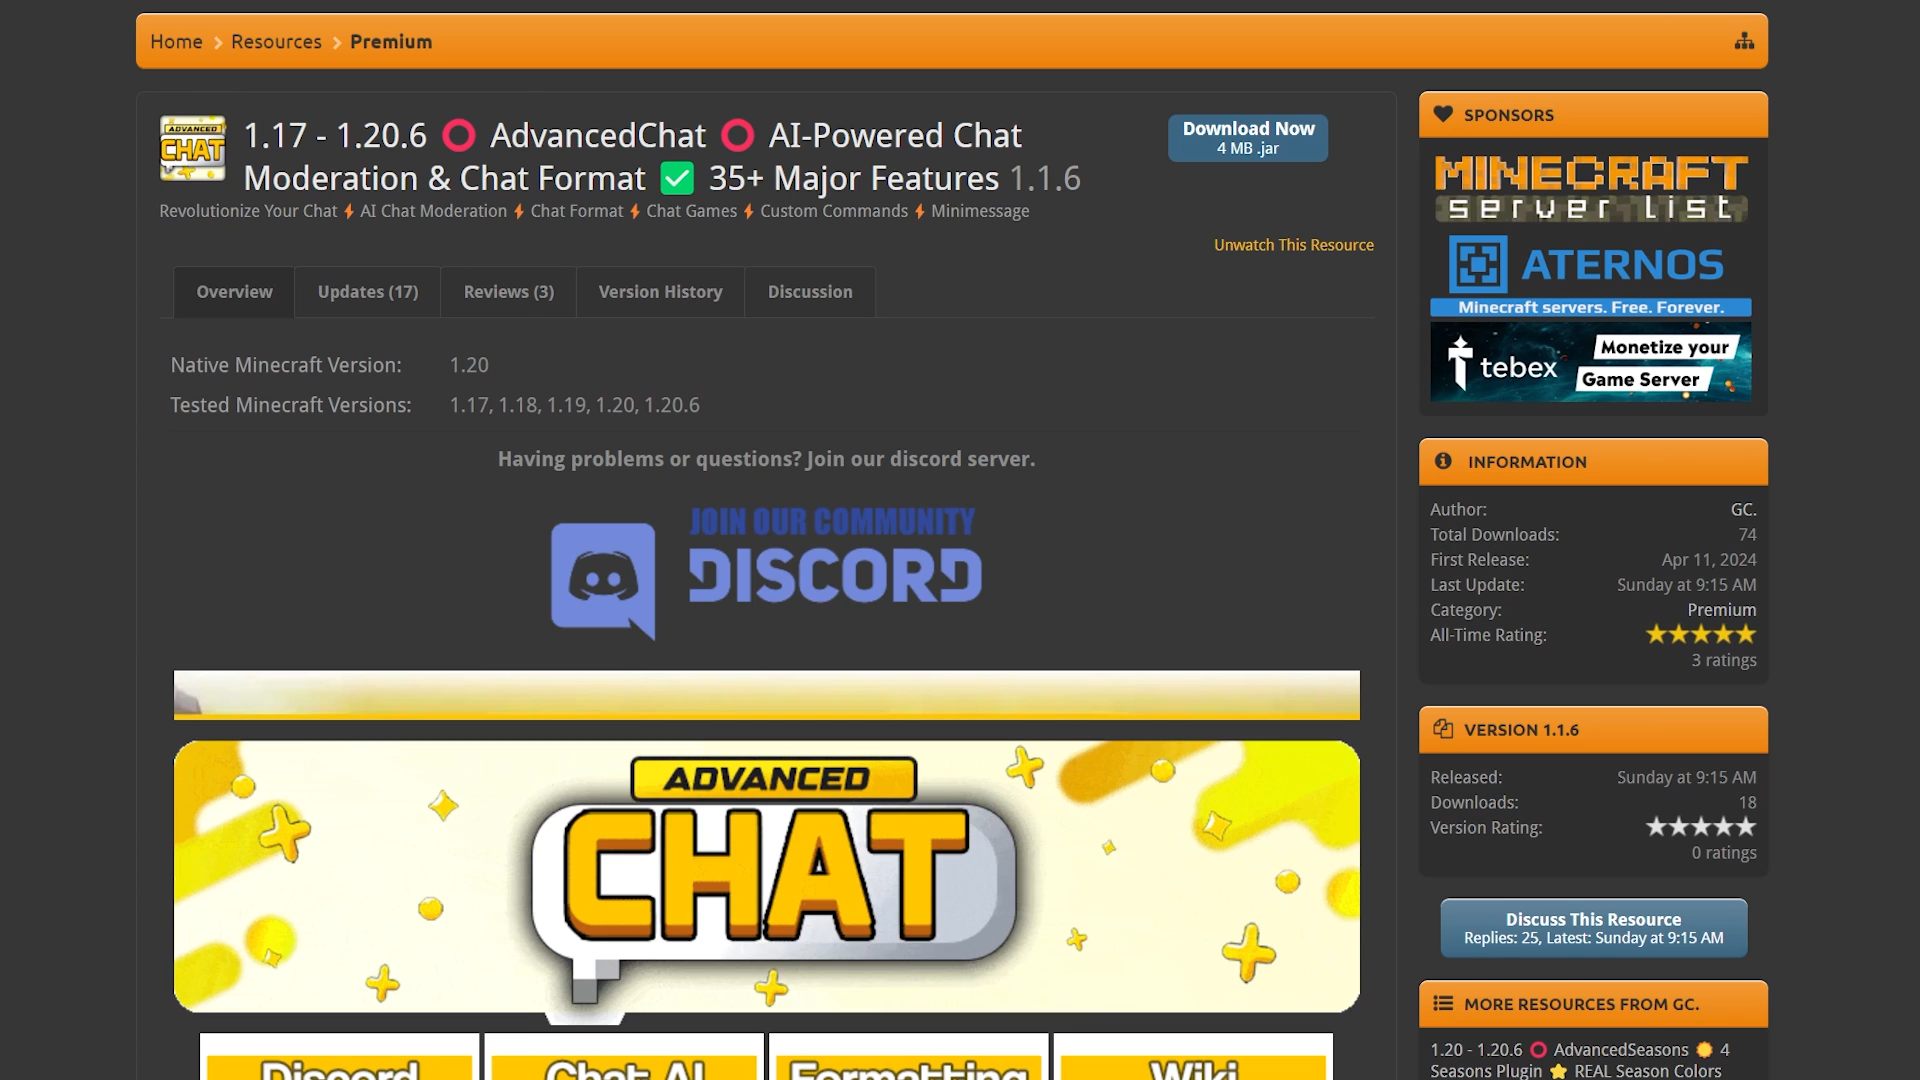 Home Resources Premium
ADVANCED
CHAT
1.17 - 1.20.6 ⭕ AdvancedChat ⭕ AI-Powered Chat
Moderation & Chat Format ✅ 35+ Major Features 1.1.6
Revolutionize Your Chat ⚡ AI Chat Moderation ⚡ Chat Format ⚡ Chat Games ⚡ Custom Commands ⚡ Minimessage
Download Now
4 MB .jar
Unwatch This Resource
Overview Updates (17) Reviews (3) Version History Discussion
Native Minecraft Version: 1.20
Tested Minecraft Versions: 1.17, 1.18, 1.19, 1.20, 1.20.6
Having problems or questions? Join our discord server.
JOIN OUR COMMUNITY
DISCORD
ADVANCED
CHAT
Discord Chat AI Formatting Wiki
SPONSORS
MINECRAFT
server list
ATERNOS
Minecraft servers. Free. Forever.
tebex
Monetize your
Game Server
INFORMATION
Author: GC.
Total Downloads: 74
First Release: Apr 11, 2024
Last Update: Sunday at 9:15 AM
Category: Premium
All-Time Rating:
3 ratings
VERSION 1.1.6
Released: Sunday at 9:15 AM
Downloads: 18
Version Rating:
0 ratings
Discuss This Resource
Replies: 25, Latest: Sunday at 9:15 AM
MORE RESOURCES FROM GC.
1.20 - 1.20.6 ⭕ AdvancedSeasons ☀️ 4
Seasons Plugin ⭐ REAL Season Colors